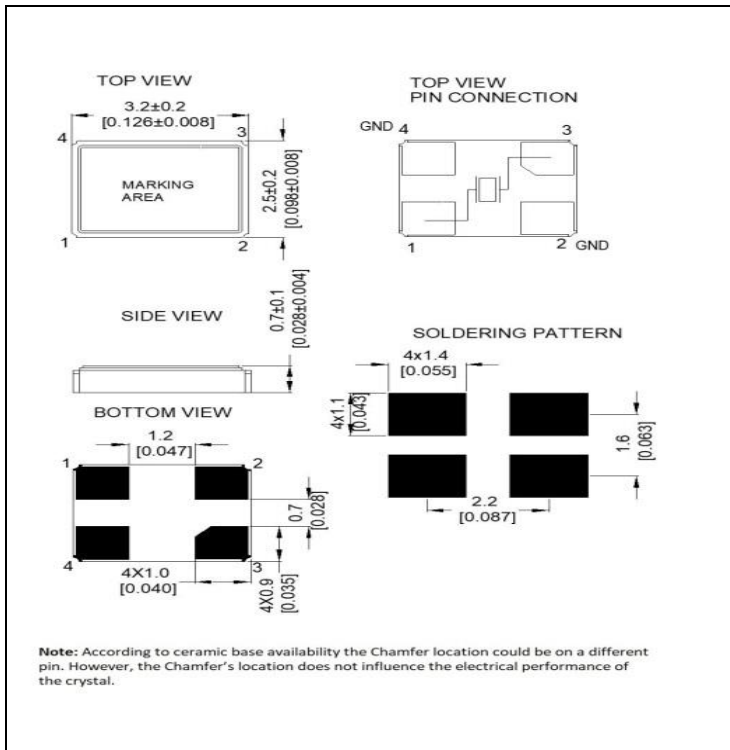 TOP VIEW
3.2±0.2
[0.126±0.008]
4
3
MARKING
AREA
2.5±0.2
[0.098±0.008]
1
2
TOP VIEW
PIN CONNECTION
GND 4
3
1
2 GND
SIDE VIEW
0.7±0.1
[0.028±0.004]
SOLDERING PATTERN
4x1.4
[0.055]
4x1.1
[0.043]
1.6
[0.063]
2.2
[0.087]
BOTTOM VIEW
1.2
[0.047]
1
2
0.7
[0.028]
4
3
4X1.0
[0.040]
4X0.9
[0.035]
Note: According to ceramic base availability the Chamfer location could be on a different
pin. However, the Chamfer's location does not influence the electrical performance of
the crystal.